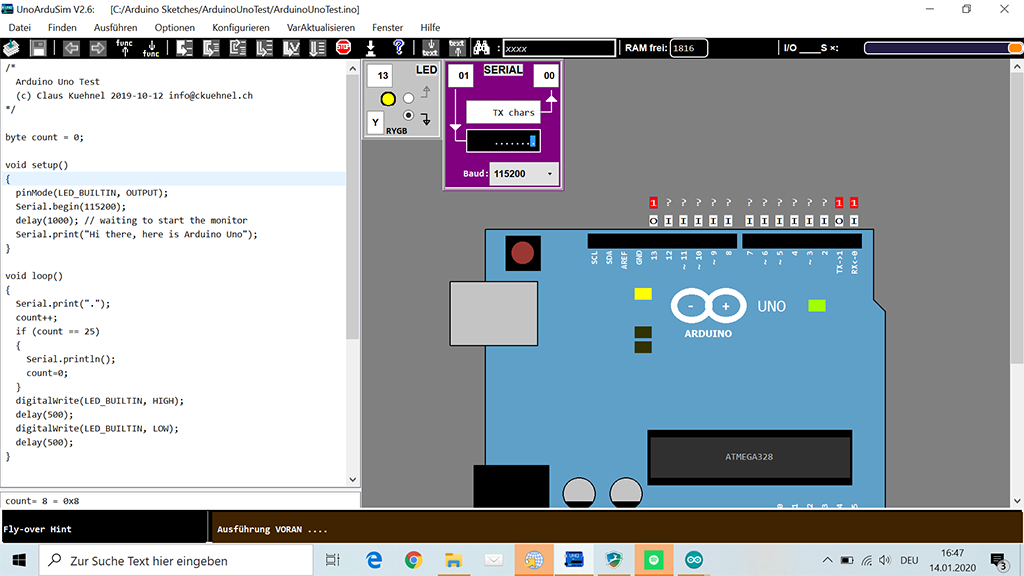 UnoArduSim V2.6: [C:/Arduino Sketches/ArduinoUnoTest/ArduinoUnoTest.ino]
Datei Finden Ausführen Optionen Konfigurieren VarAktualisieren Fenster Hilfe
func func STOP ? text text : xxxx RAM frei: 1816 I/O ____S ×:
/*
Arduino Uno Test
(c) Claus Kuehnel 2019-10-12 info@ckuehnel.ch
*/
byte count = 0;
void setup()
{
pinMode(LED_BUILTIN, OUTPUT);
Serial.begin(115200);
delay(1000); // waiting to start the monitor
Serial.print("Hi there, here is Arduino Uno");
}
void loop()
{
Serial.print(".");
count++;
if (count == 25)
{
Serial.println();
count=0;
}
digitalWrite(LED_BUILTIN, HIGH);
delay(500);
digitalWrite(LED_BUILTIN, LOW);
delay(500);
}
count= 8 = 0x8
13 LED
Y RYGB
01 SERIAL 00
TX chars
........
Baud: 115200
1 ? ? ? ? ? ? ? ? ? ? ? 1 1
O I I I I I I I I I I I O I
SCL SDA AREF GND 13 12 ~ 11 ~ 10 ~ 9 8 7 ~ 6 ~ 5 4 ~ 3 2 TX->1 RX<-0
- + UNO
ARDUINO
ATMEGA328
Fly-over Hint
Ausführung VORAN ....
Zur Suche Text hier eingeben
DEU
16:47
14.01.2020
3